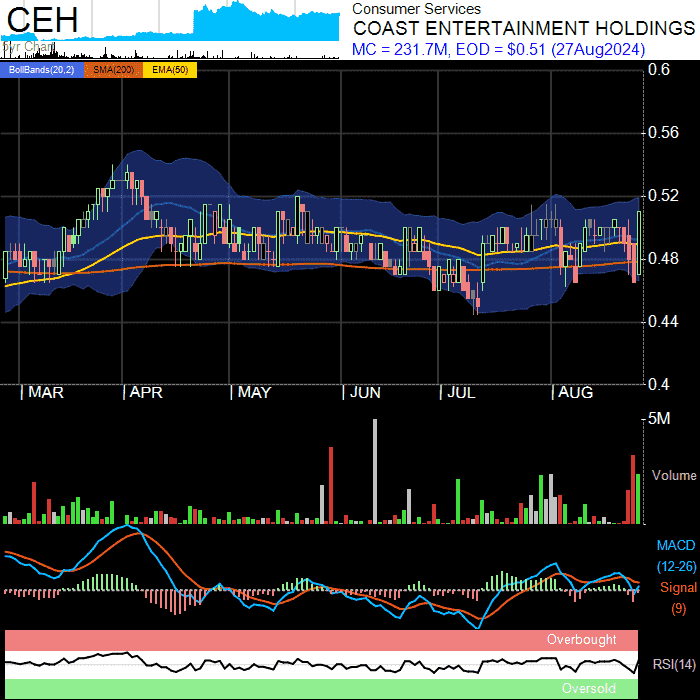 CEH
Consumer Services
COAST ENTERTAINMENT HOLDINGS
5yr Chart
MC = 231.7M, EOD = $0.51 (27Aug2024)
BollBands(20,2) SMA(200) EMA(50)
0.6
0.56
0.52
0.48
0.44
0.4
MAR APR MAY JUN JUL AUG
5M
Volume
MACD
(12-26)
Signal
(9)
Overbought
RSI(14)
Oversold